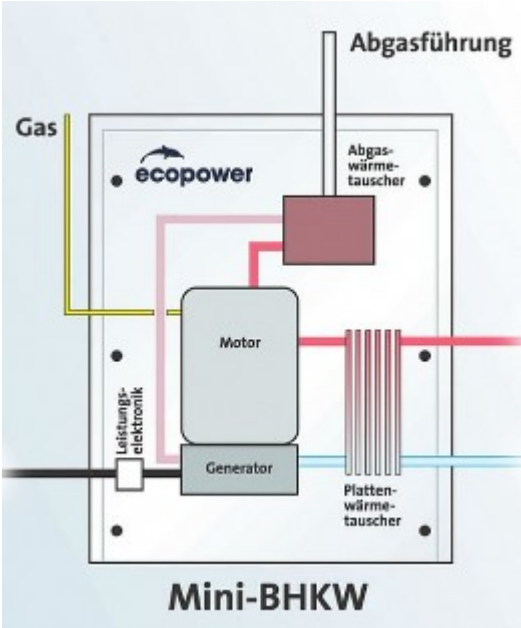 Abgasführung
Gas
ecopower
Abgas-
wärme-
tauscher
Motor
Leistungs-
elektronik
Generator
Platten-
wärme-
tauscher
Mini-BHKW